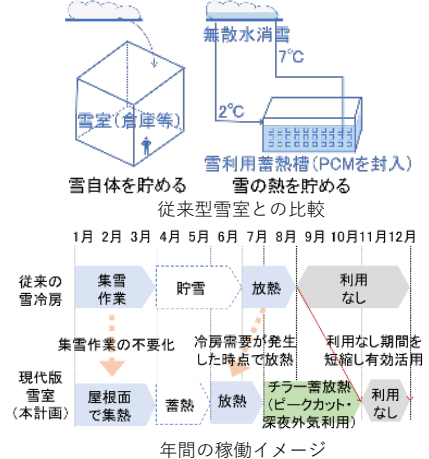 無散水消雪
7℃
雪室(倉庫等)
2℃
雪利用蓄熱槽(PCMを封入)
雪自体を貯める
雪の熱を貯める
従来型雪室との比較
1月 2月 3月 4月 5月 6月 7月 8月 9月 10月 11月 12月
従来の
雪冷房
集雪
作業
貯雪
放熱
利用
なし
集雪作業の不要化
冷房需要が発生
した時点で放熱
利用なし期間を
短縮し有効活用
現代版
雪室
(本計画)
屋根面
で集熱
蓄熱
放熱
チラー蓄放熱
(ピークカット・
深夜外気利用)
利用
なし
年間の稼働イメージ